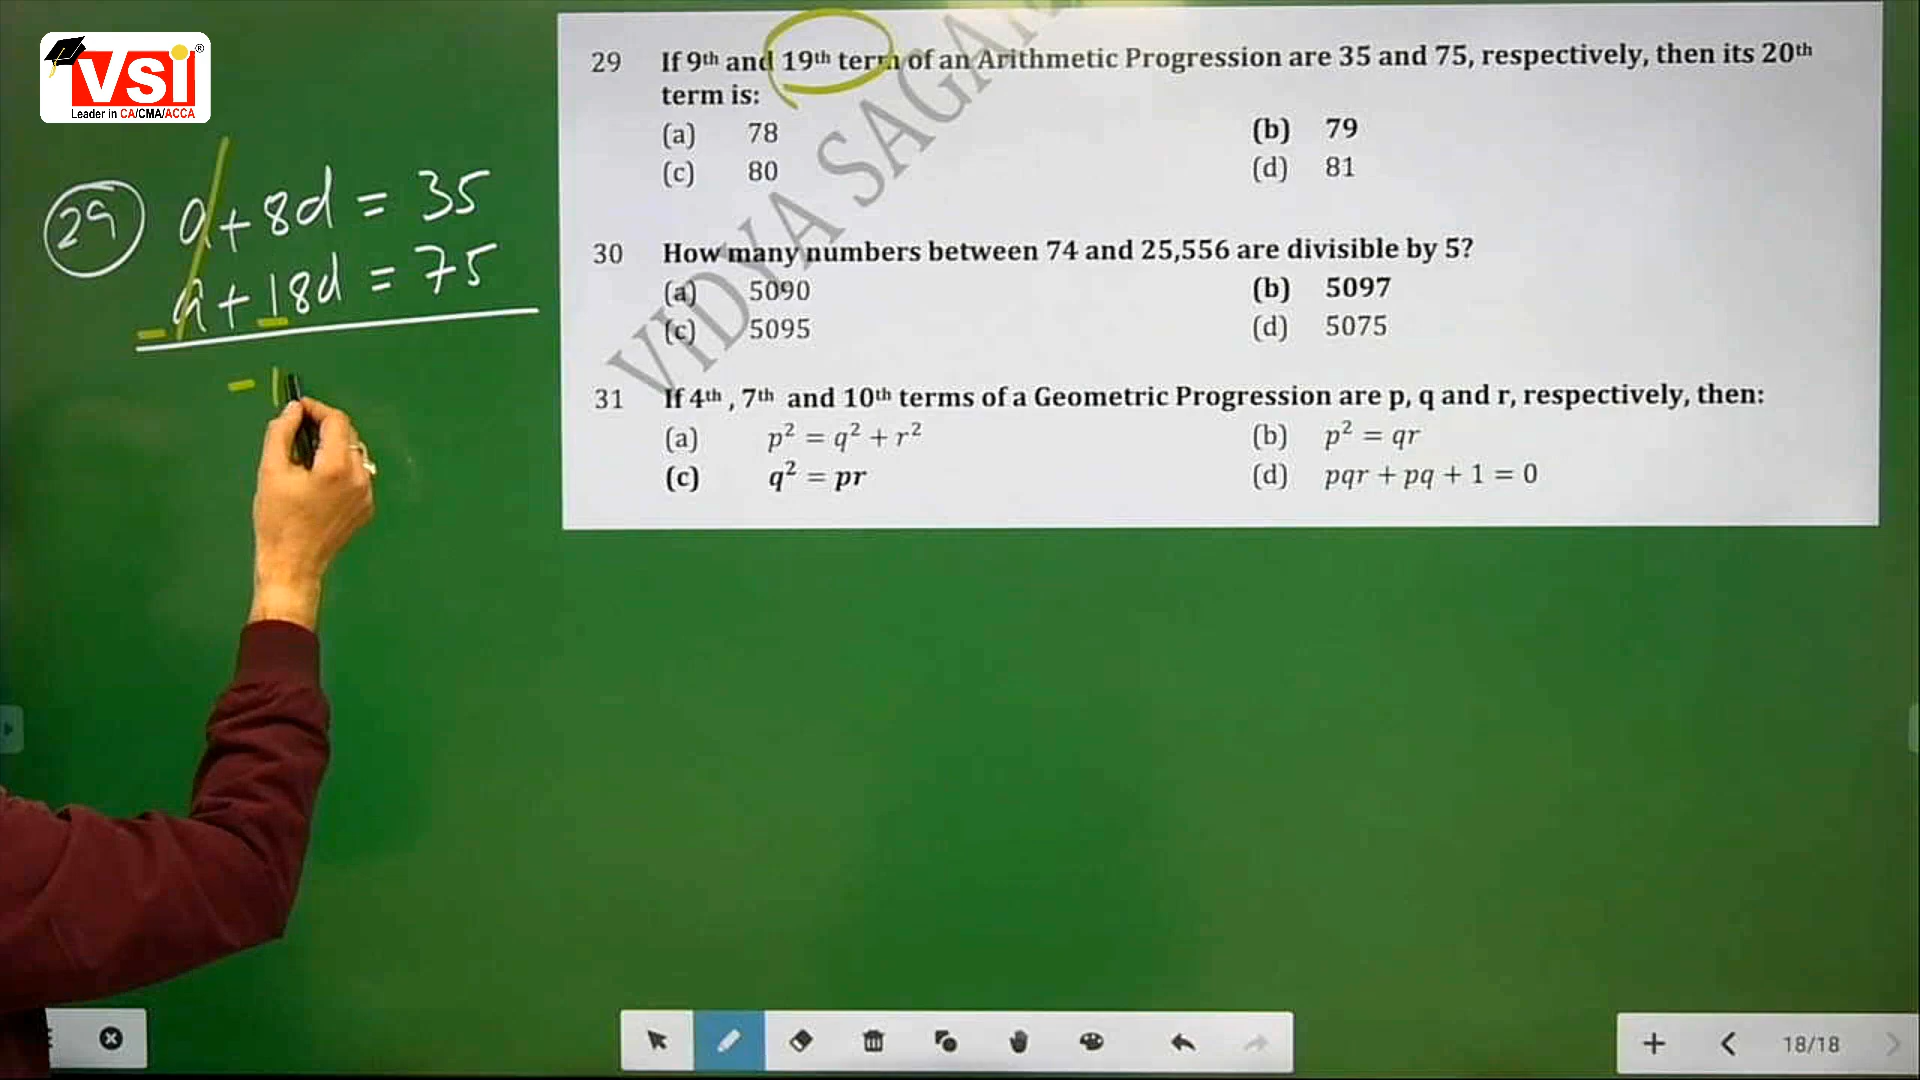 VSI®
Leader in CA/CMA/ACCA
29 a+8d = 35
a+18d = 75
29 If 9th and 19th term of an Arithmetic Progression are 35 and 75, respectively, then its 20th
term is:
(a) 78 (b) 79
(c) 80 (d) 81
30 How many numbers between 74 and 25,556 are divisible by 5?
(a) 5090 (b) 5097
(c) 5095 (d) 5075
31 If 4th , 7th and 10th terms of a Geometric Progression are p, q and r, respectively, then:
(a) p² = q² + r² (b) p² = qr
(c) q² = pr (d) pqr + pq + 1 = 0
VIDYA SAGAR
18/18